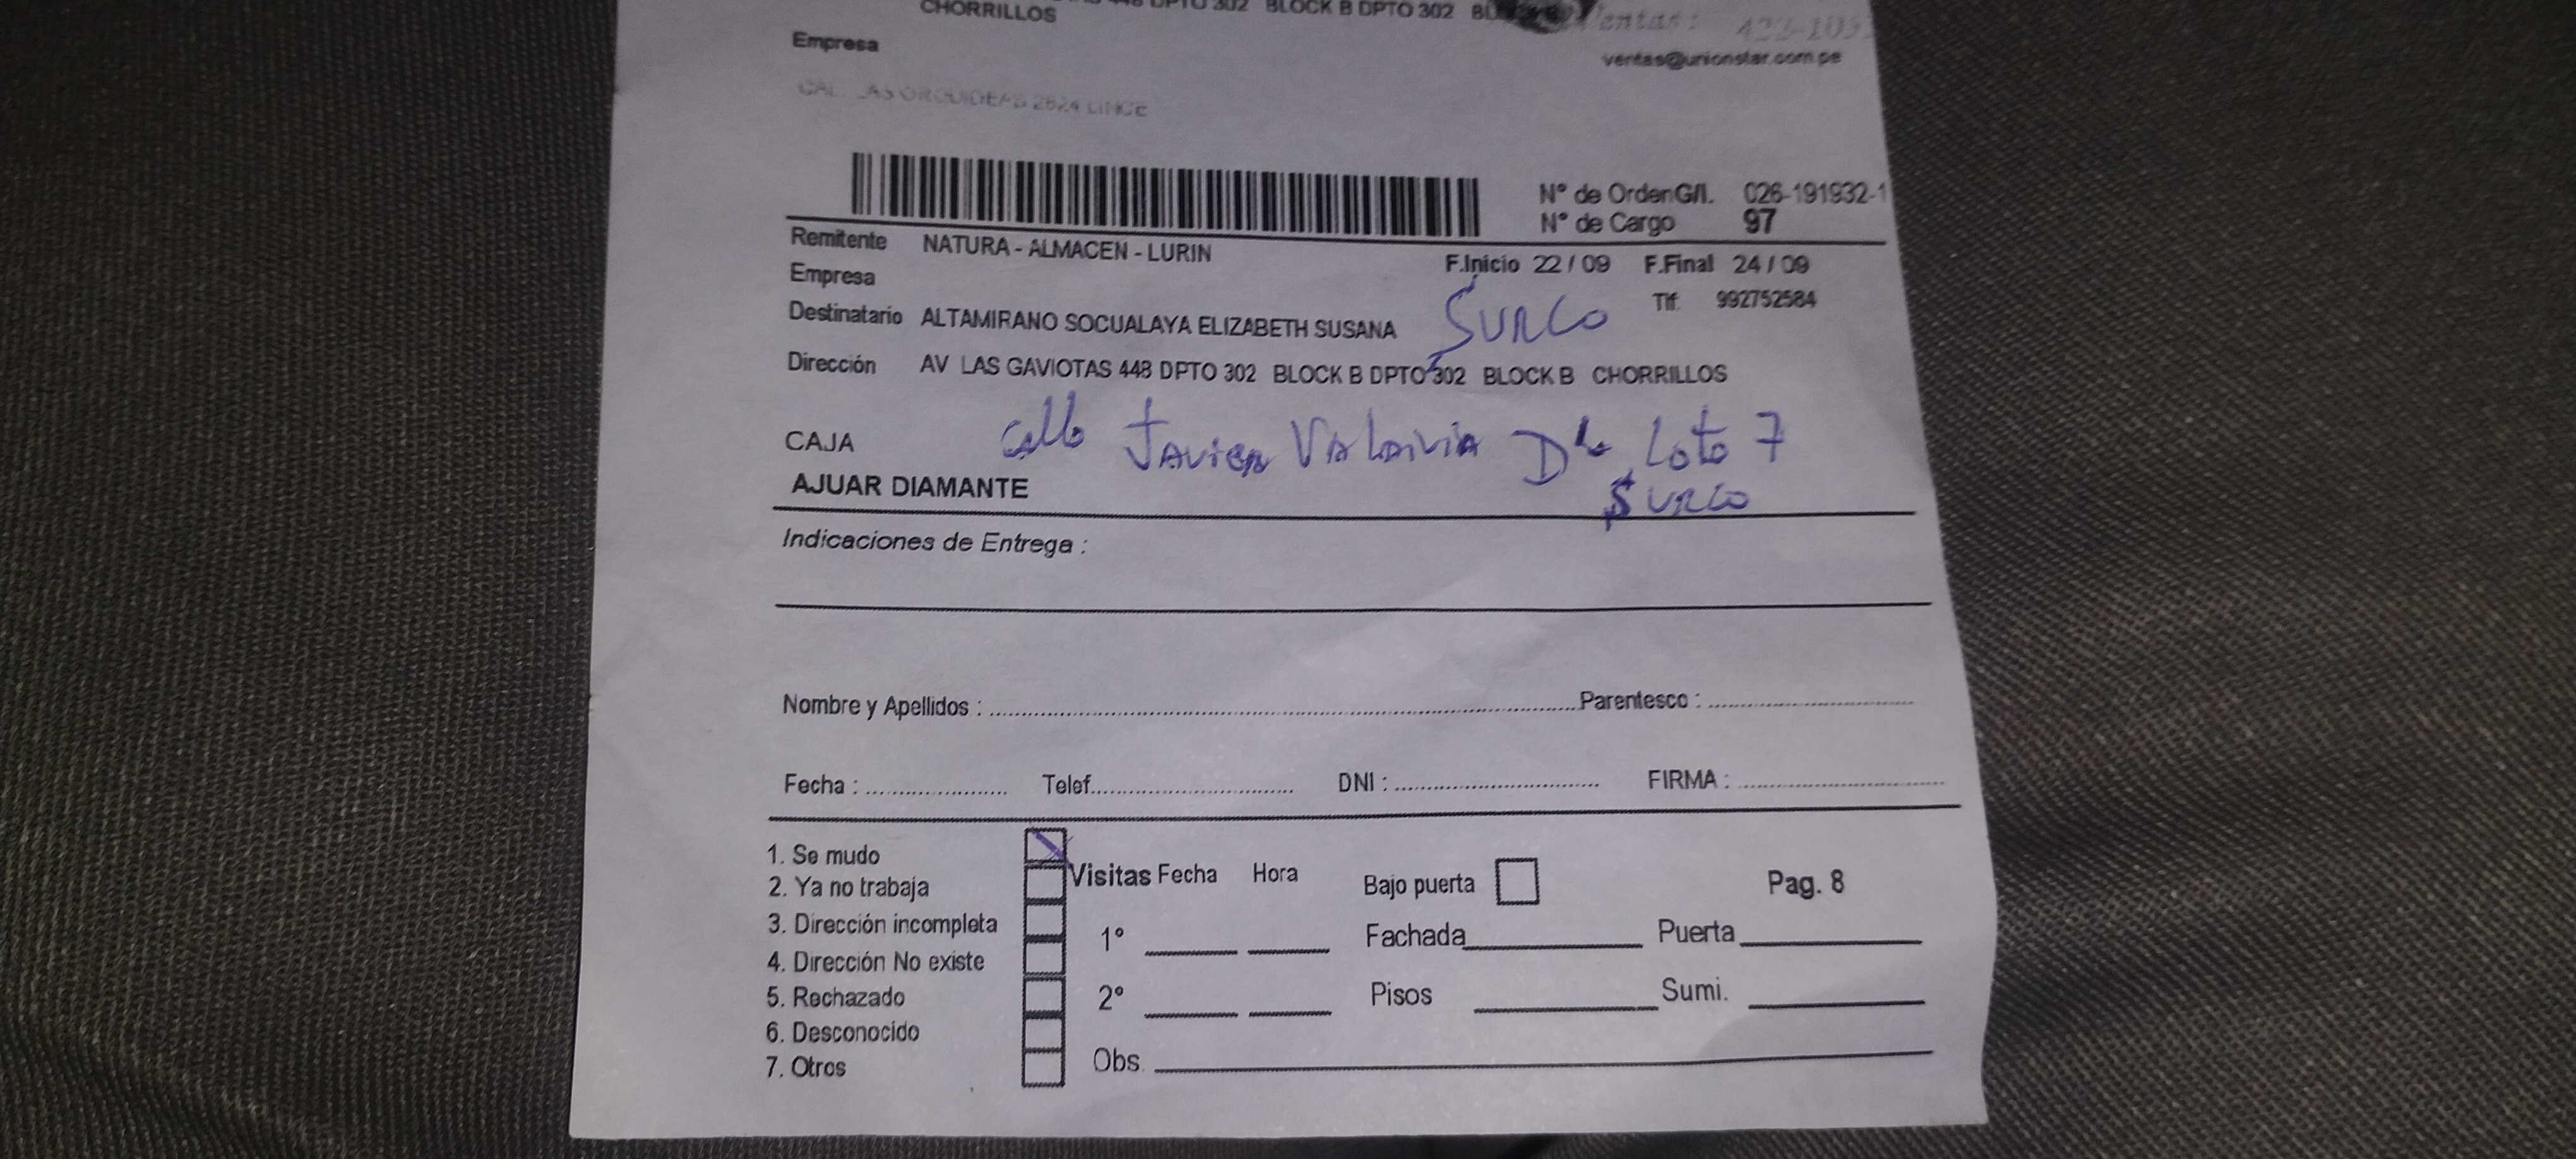 302 BLOCK B DPTO 302
CHORRILLOS
Ventas:
Empresa
ventas@unionstar.com.pe
LAS ORQUIDEAS 2624 LINCE
N° de Orden G/I. 026-191932-1
N° de Cargo 97
Remitente NATURA - ALMACEN - LURIN
F.Inicio 22 / 09 F.Final 24 / 09
Empresa
Tlf. 992752584
Destinatario ALTAMIRANO SOCUALAYA ELIZABETH SUSANA SURCO
Dirección AV LAS GAVIOTAS 448 DPTO 302 BLOCK B DPTO 302 BLOCK B CHORRILLOS
Javier Valdivia Lote 7
CAJA
SURCO
AJUAR DIAMANTE
Indicaciones de Entrega :
Nombre y Apellidos : Parentesco :
Fecha : Telef. DNI : FIRMA :
1. Se mudo
2. Ya no trabaja
3. Dirección incompleta
4. Dirección No existe
5. Rechazado
6. Desconocido
7. Otros
Visitas Fecha Hora Bajo puerta Pag. 8
1° Fachada Puerta
2° Pisos Sumi.
Obs.